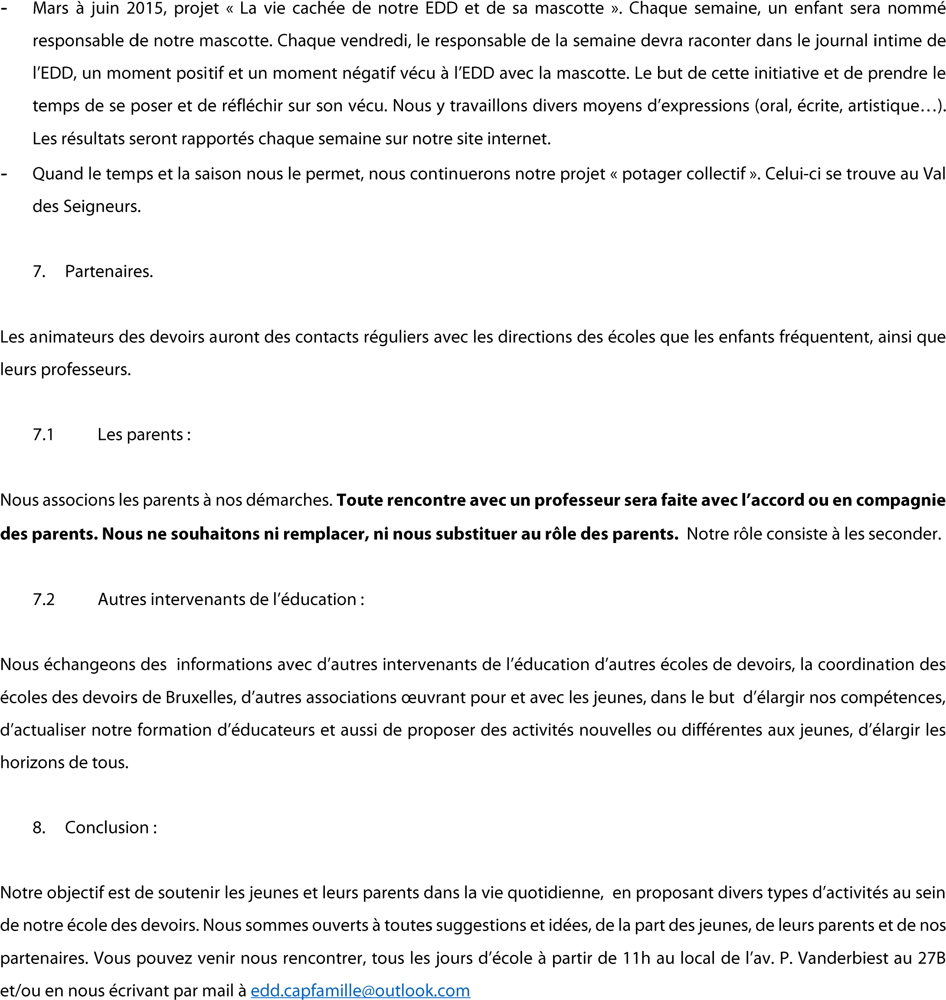 - Mars à juin 2015, projet « La vie cachée de notre EDD et de sa mascotte ». Chaque semaine, un enfant sera nommé
responsable de notre mascotte. Chaque vendredi, le responsable de la semaine devra raconter dans le journal intime de
l’EDD, un moment positif et un moment négatif vécu à l’EDD avec la mascotte. Le but de cette initiative et de prendre le
temps de se poser et de réfléchir sur son vécu. Nous y travaillons divers moyens d’expressions (oral, écrite, artistique…).
Les résultats seront rapportés chaque semaine sur notre site internet.
- Quand le temps et la saison nous le permet, nous continuerons notre projet « potager collectif ». Celui-ci se trouve au Val
des Seigneurs.
7. Partenaires.
Les animateurs des devoirs auront des contacts réguliers avec les directions des écoles que les enfants fréquentent, ainsi que
leurs professeurs.
7.1 Les parents :
Nous associons les parents à nos démarches. Toute rencontre avec un professeur sera faite avec l’accord ou en compagnie
des parents. Nous ne souhaitons ni remplacer, ni nous substituer au rôle des parents. Notre rôle consiste à les seconder.
7.2 Autres intervenants de l’éducation :
Nous échangeons des informations avec d’autres intervenants de l’éducation d’autres écoles de devoirs, la coordination des
écoles des devoirs de Bruxelles, d’autres associations œuvrant pour et avec les jeunes, dans le but d’élargir nos compétences,
d’actualiser notre formation d’éducateurs et aussi de proposer des activités nouvelles ou différentes aux jeunes, d’élargir les
horizons de tous.
8. Conclusion :
Notre objectif est de soutenir les jeunes et leurs parents dans la vie quotidienne, en proposant divers types d’activités au sein
de notre école des devoirs. Nous sommes ouverts à toutes suggestions et idées, de la part des jeunes, de leurs parents et de nos
partenaires. Vous pouvez venir nous rencontrer, tous les jours d’école à partir de 11h au local de l’av. P. Vanderbiest au 27B
et/ou en nous écrivant par mail à edd.capfamille@outlook.com